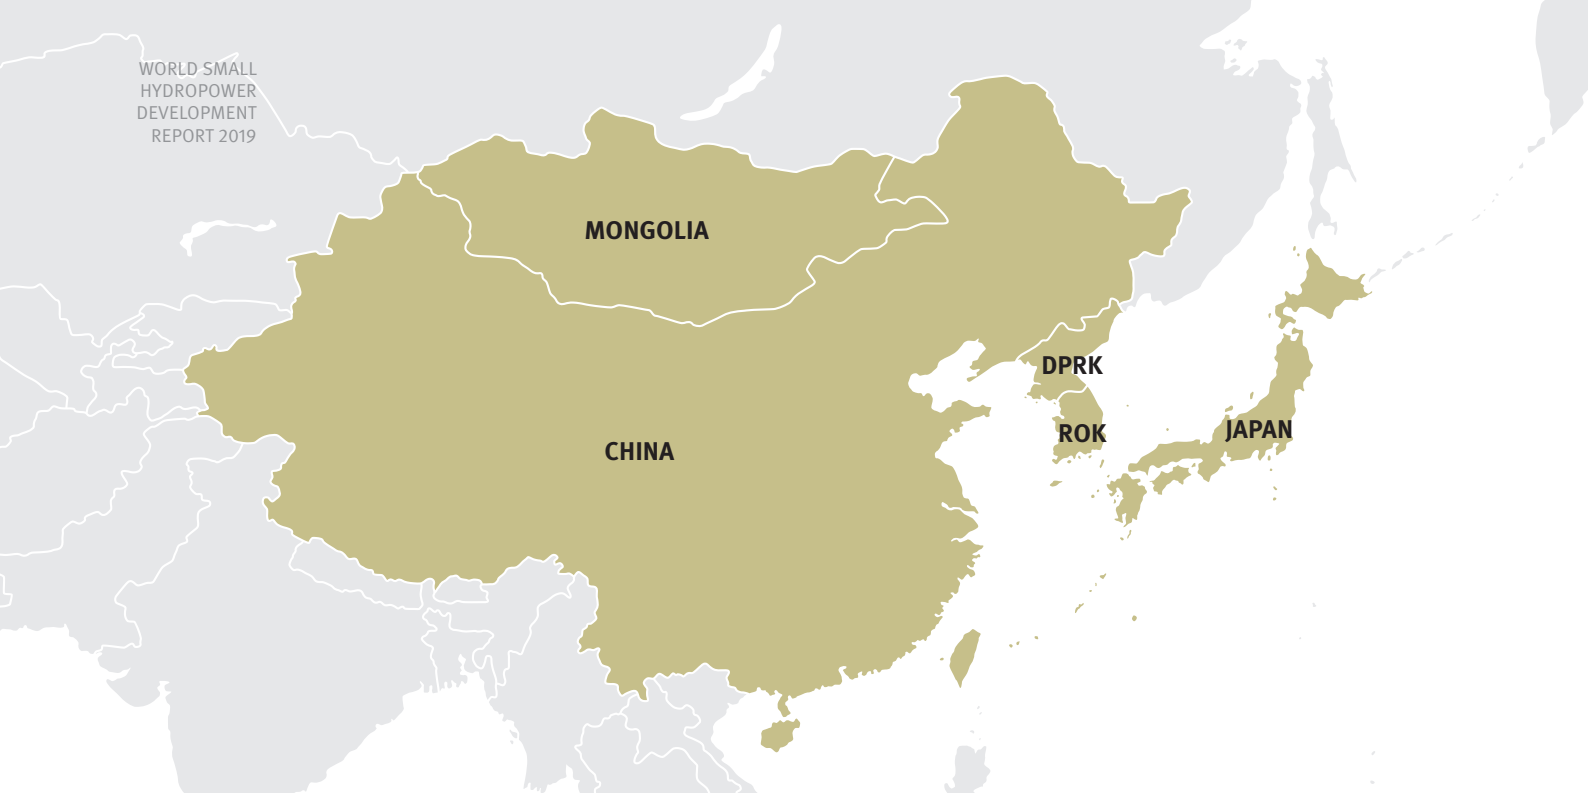 WORLD SMALL
HYDROPOWER
DEVELOPMENT
REPORT 2019
MONGOLIA
DPRK
ROK
JAPAN
CHINA